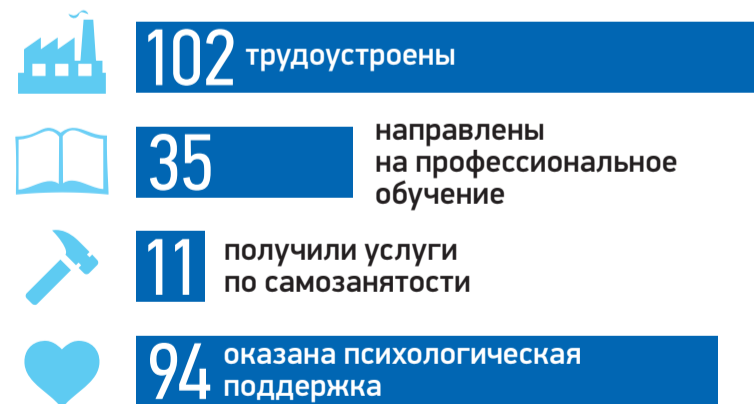 102 трудоустроены
35 направлены
на профессиональное
обучение
11 получили услуги
по самозанятости
94 оказана психологическая
поддержка